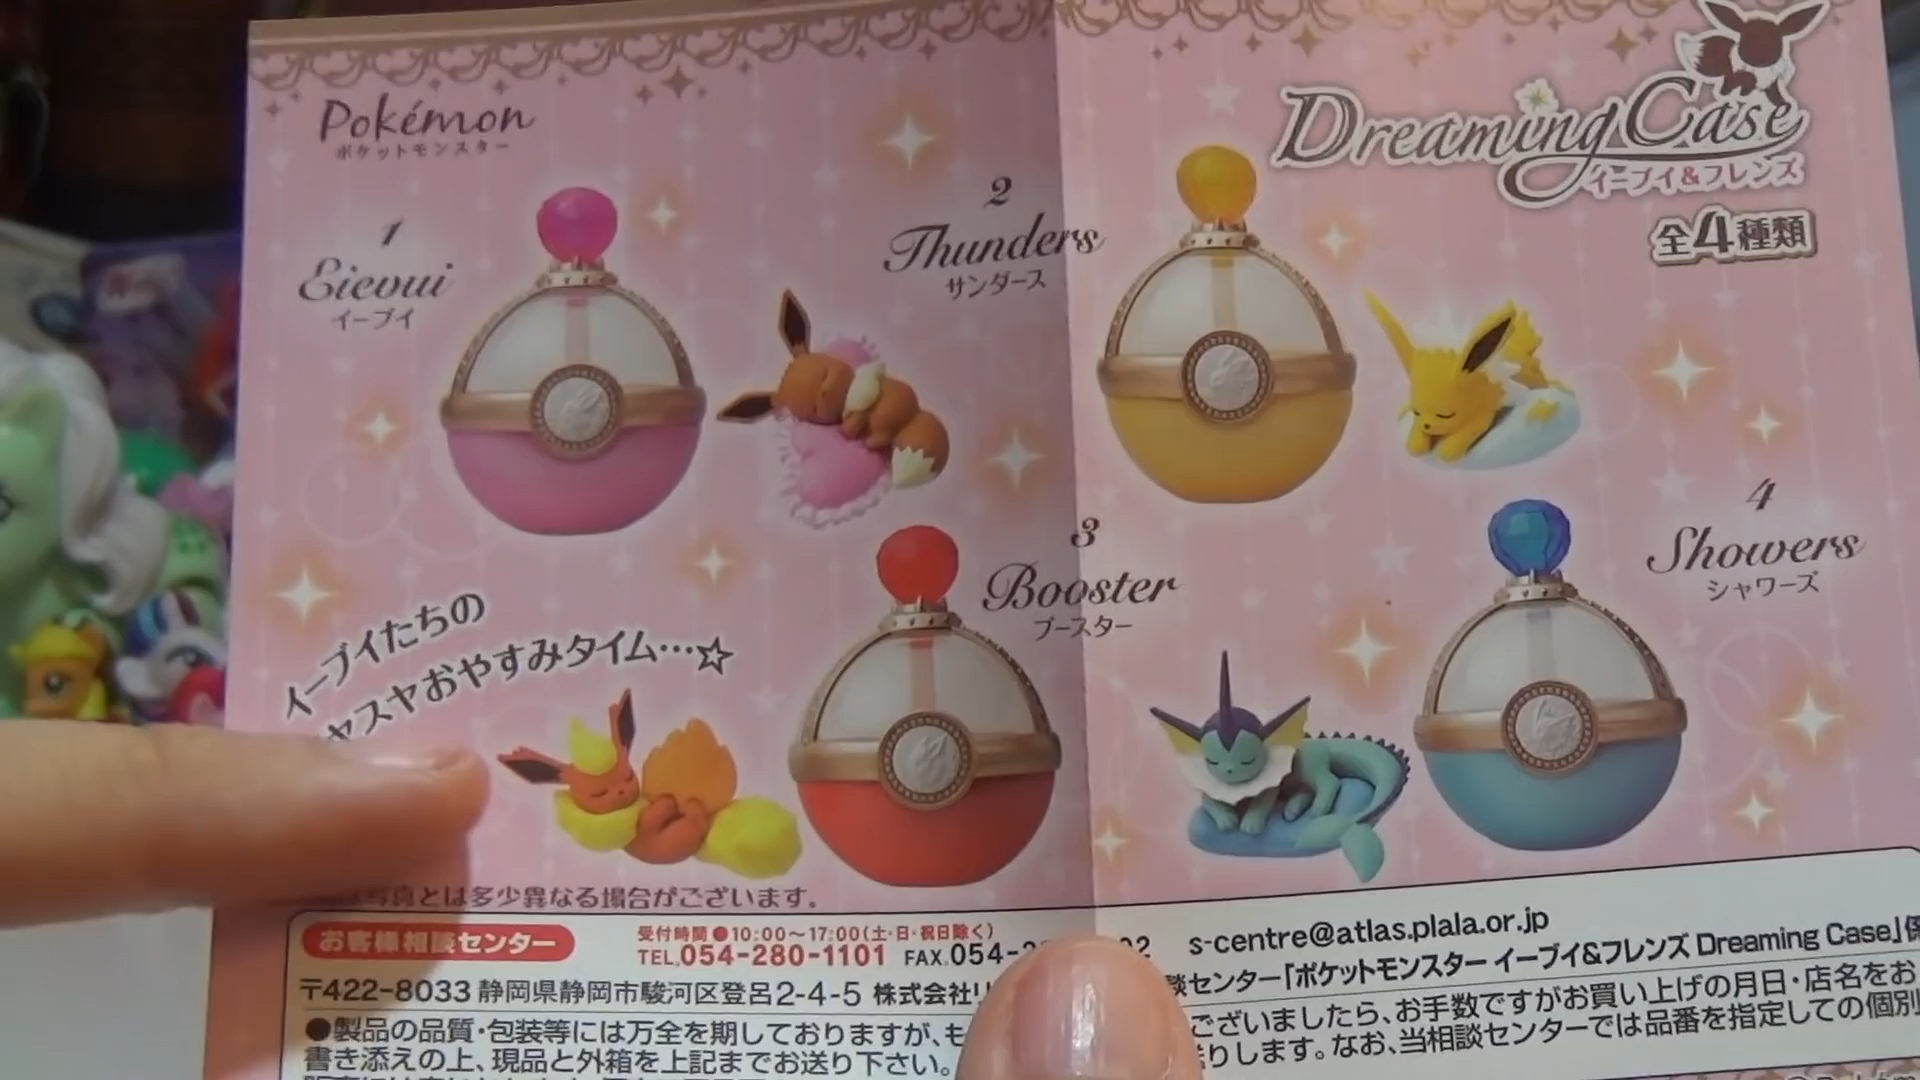 Pokémon
ポケットモンスター
Dreaming Case
イーブイ&フレンズ
全4種類
1
Eievui
イーブイ
2
Thunders
サンダース
3
Booster
ブースター
4
Showers
シャワーズ
イーブイたちの
ヤスヤおやすみタイム…☆
写真とは多少異なる場合がございます。
お客様相談センター
受付時間●10:00～17:00(土・日・祝日除く)
TEL.054-280-1101 FAX.054-2 02 s-centre@atlas.plala.or.jp
〒422-8033 静岡県静岡市駿河区登呂2-4-5 株式会社リ 談センター「ポケットモンスター イーブイ&フレンズ Dreaming Case」係
●製品の品質・包装等には万全を期しておりますが、も ございましたら、お手数ですがお買い上げの月日・店名をお
書き添えの上、現品と外箱を上記までお送り下さい。 りします。なお、当相談センターでは品番を指定しての個別